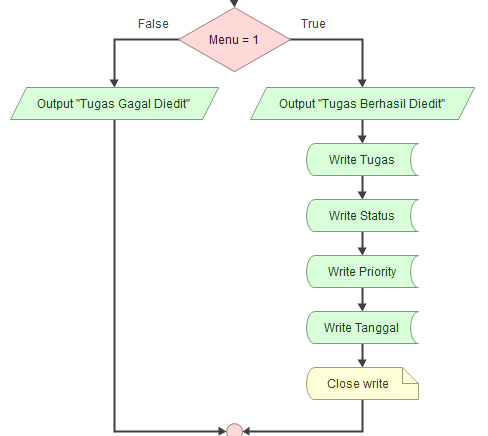 False
True
Menu = 1
Output "Tugas Gagal Diedit"
Output "Tugas Berhasil Diedit"
Write Tugas
Write Status
Write Priority
Write Tanggal
Close write